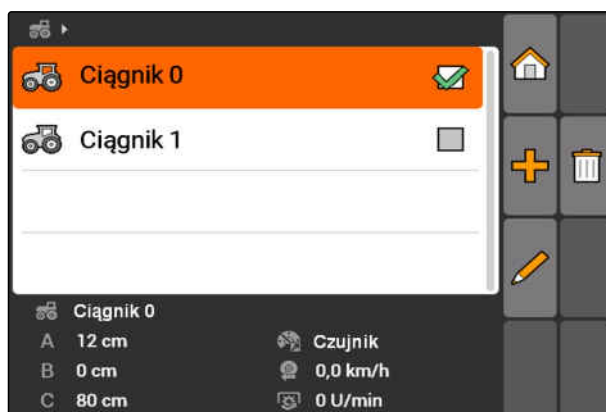 Ciągnik 0
Ciągnik 1
Ciągnik 0
A 12 cm Czujnik
B 0 cm 0,0 km/h
C 80 cm 0 U/min